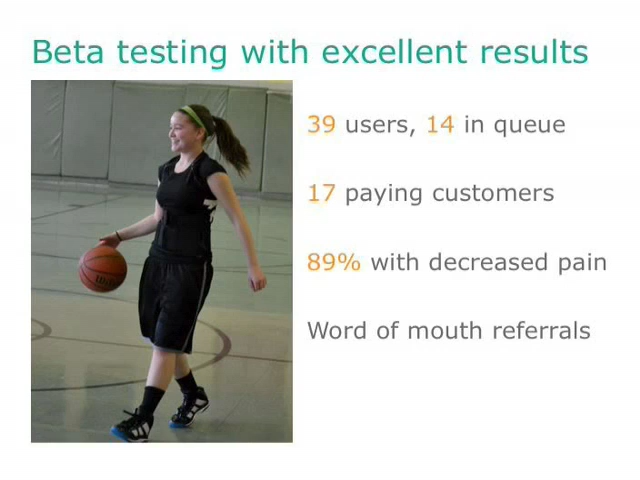 Beta testing with excellent results
39 users, 14 in queue
17 paying customers
89% with decreased pain
Word of mouth referrals